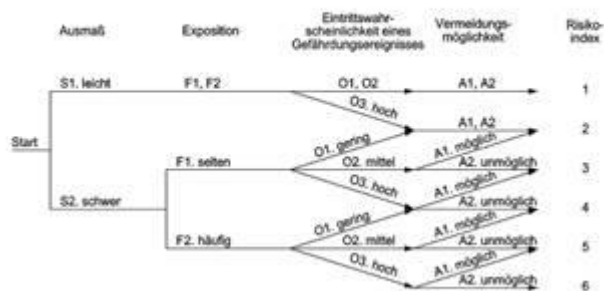 Ausmaß
Exposition
Eintrittswahr-
scheinlichkeit eines
Gefährdungsereignisses
Vermeidungs-
möglichkeit
Risiko-
index
S1. leicht
F1, F2
O1, O2
A1, A2
1
O3. hoch
A1, A2
2
Start
O1. gering
A1. möglich
F1. selten
O2. mittel
A2. unmöglich
3
O3. hoch
A1. möglich
S2. schwer
A2. unmöglich
4
O1. gering
A1. möglich
F2. häufig
O2. mittel
A2. unmöglich
5
O3. hoch
A1. möglich
A2. unmöglich
6